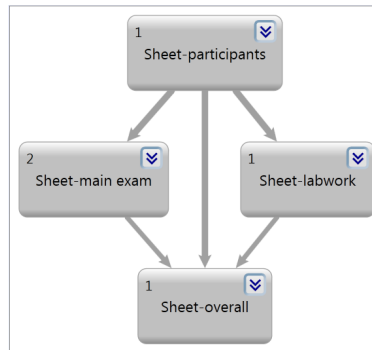 1
Sheet-participants
2
Sheet-main exam
1
Sheet-labwork
1
Sheet-overall